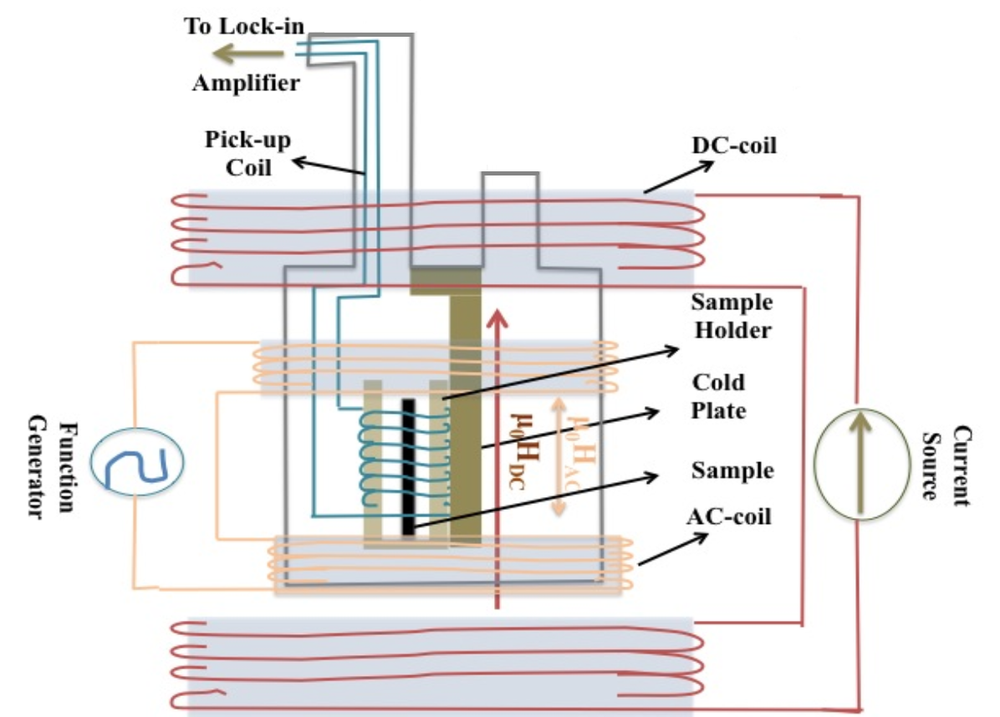 To Lock-in
Amplifier
Pick-up
Coil
DC-coil
Sample
Holder
Cold
Plate
Sample
AC-coil
Function
Generator
μ0HDC
μ0HAC
Current
Source